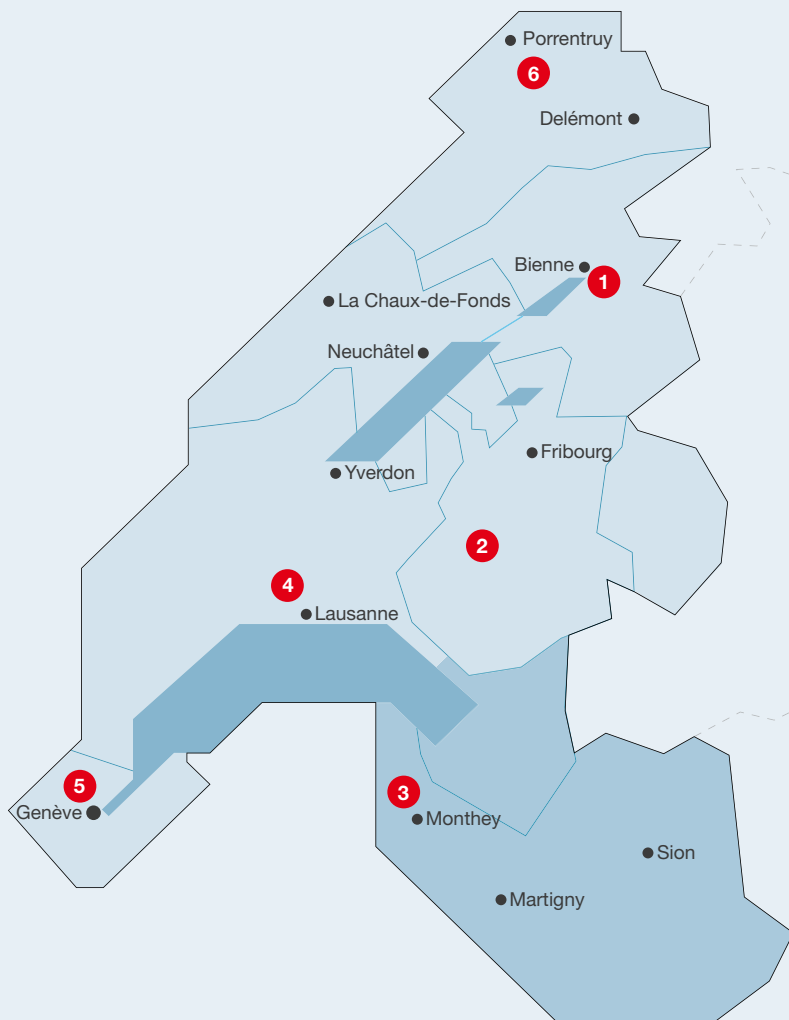 Porrentruy
6
Delémont
Bienne
1
La Chaux-de-Fonds
Neuchâtel
Fribourg
Yverdon
2
4
Lausanne
5
3
Genève
Monthey
Sion
Martigny